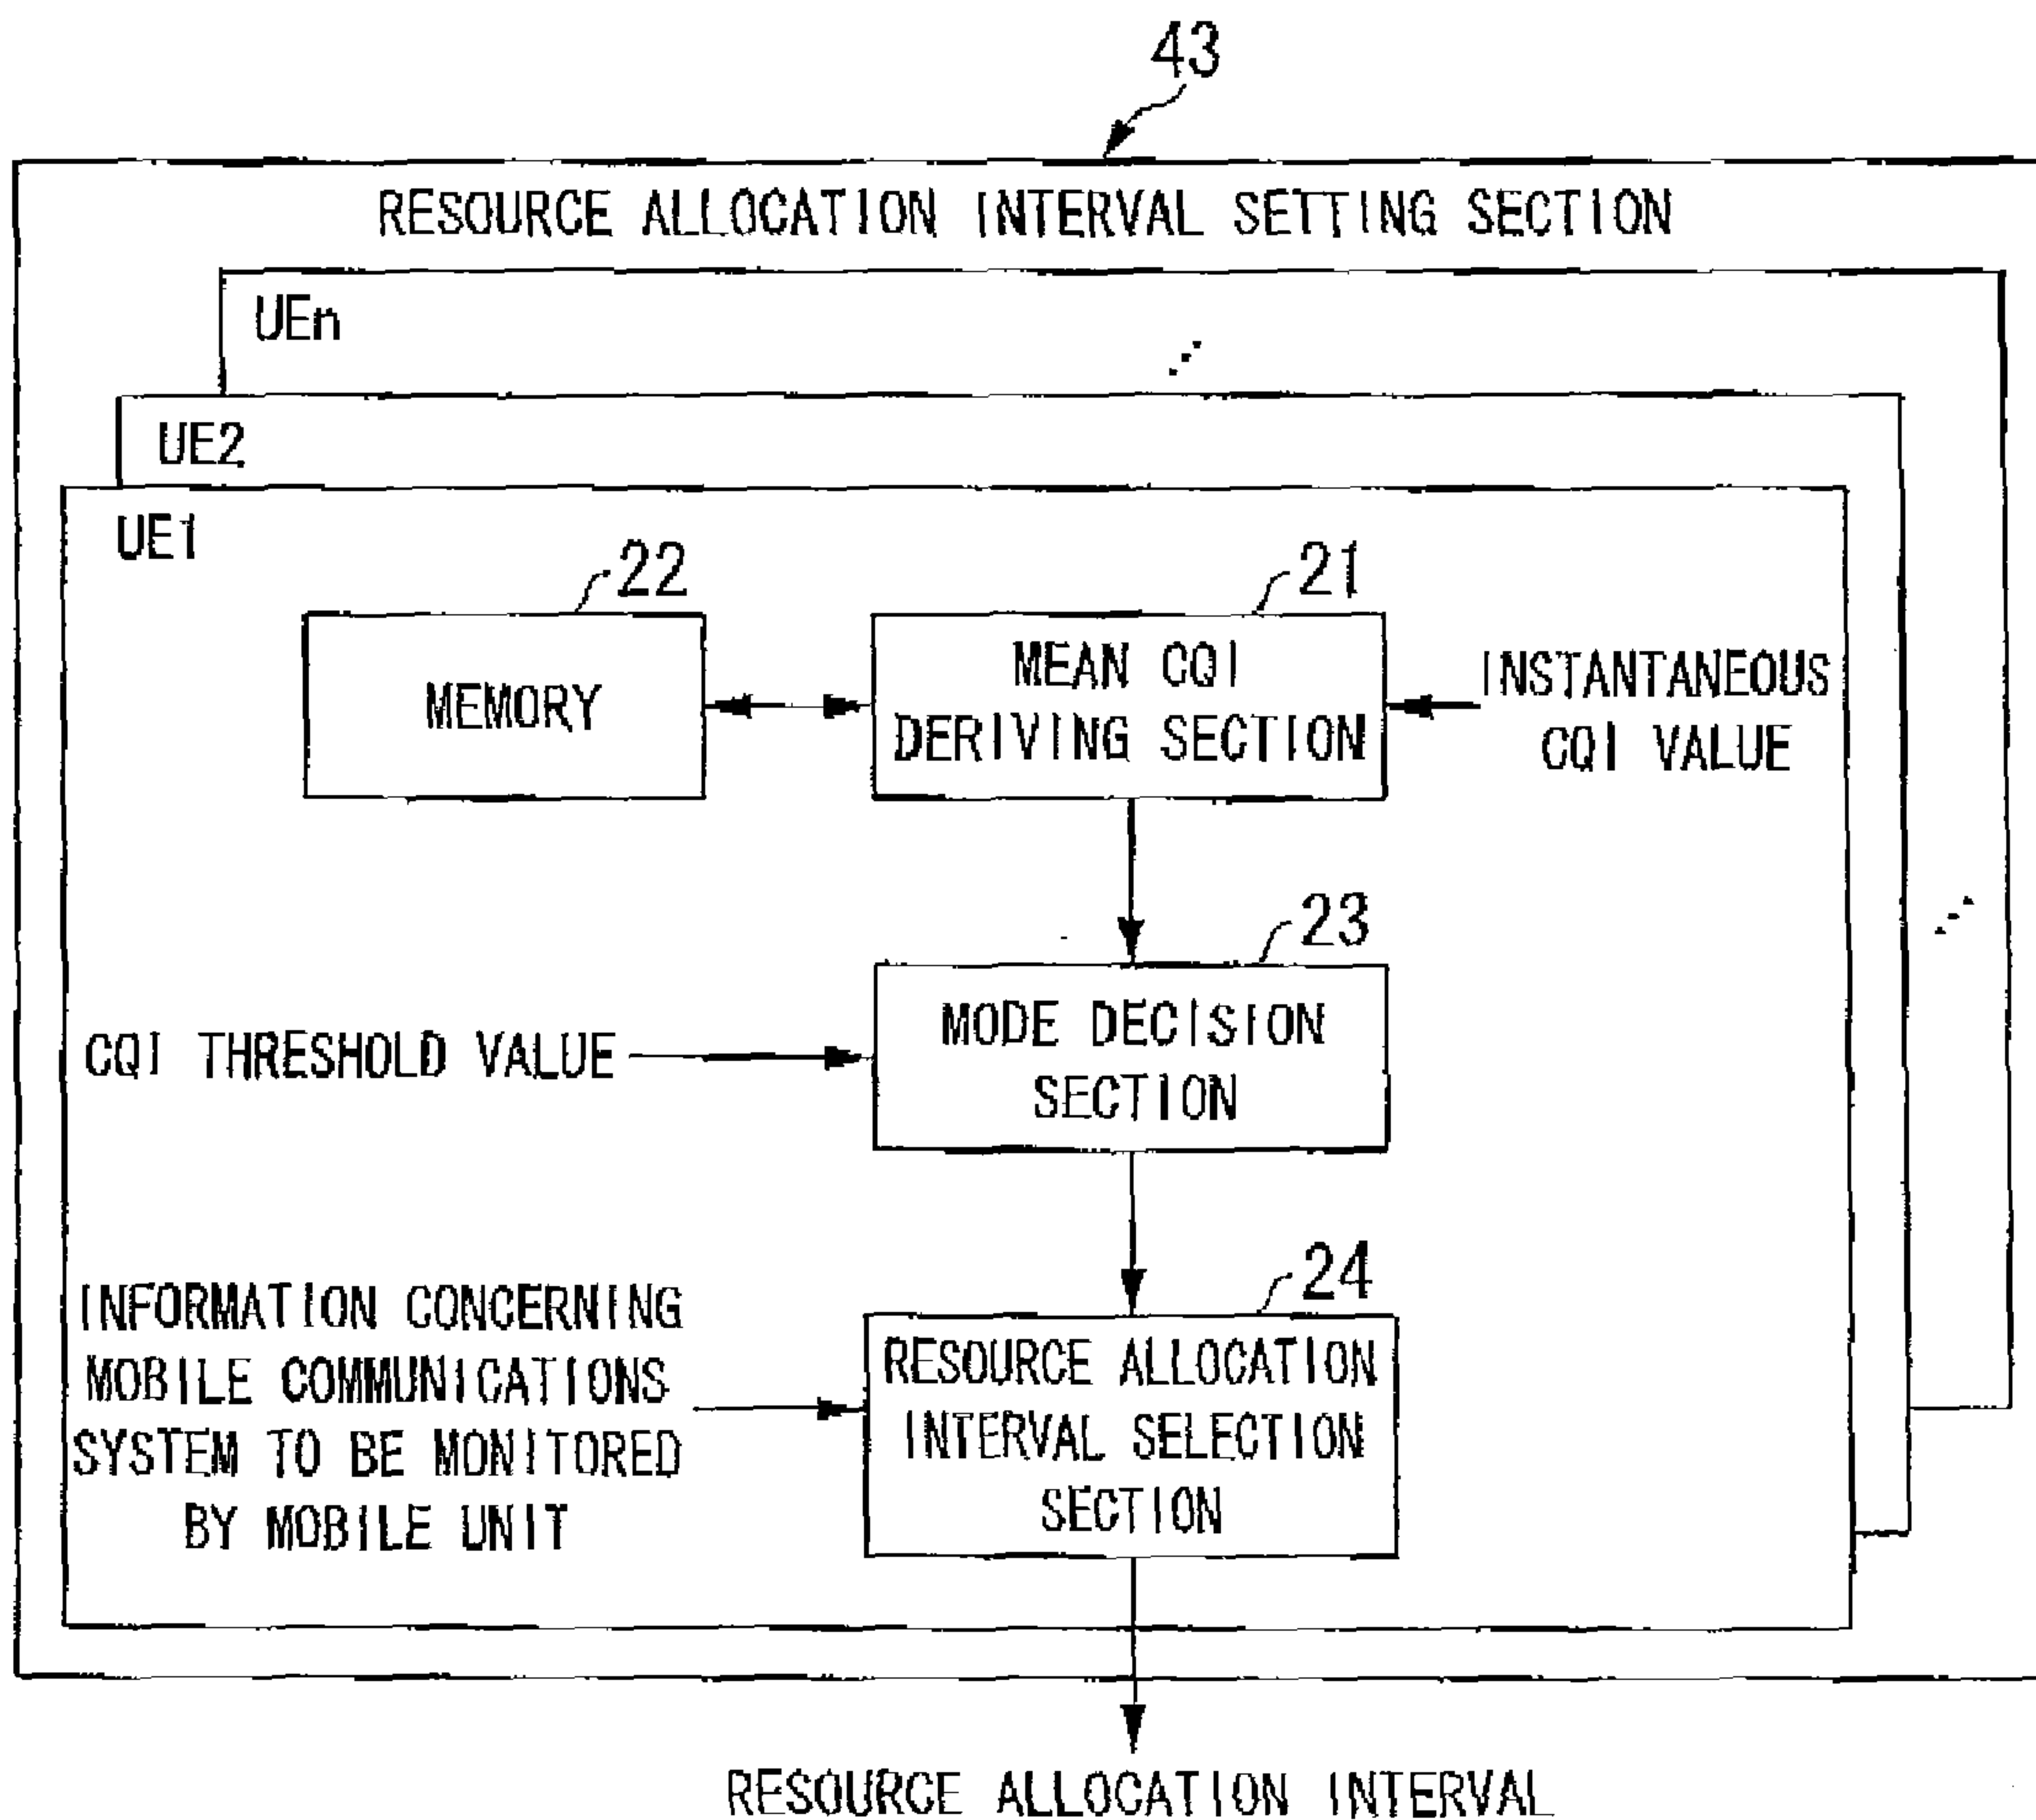 43
RESOURCE ALLOCATION INTERVAL SETTING SECTION
UEn
UE2
UE1
22
21
MEMORY
MEAN CQI
DERIVING SECTION
INSTANTANEOUS
CQI VALUE
23
CQI THRESHOLD VALUE
MODE DECISION
SECTION
24
INFORMATION CONCERNING
MOBILE COMMUNICATIONS
SYSTEM TO BE MONITORED
BY MOBILE UNIT
RESOURCE ALLOCATION
INTERVAL SELECTION
SECTION
RESOURCE ALLOCATION INTERVAL